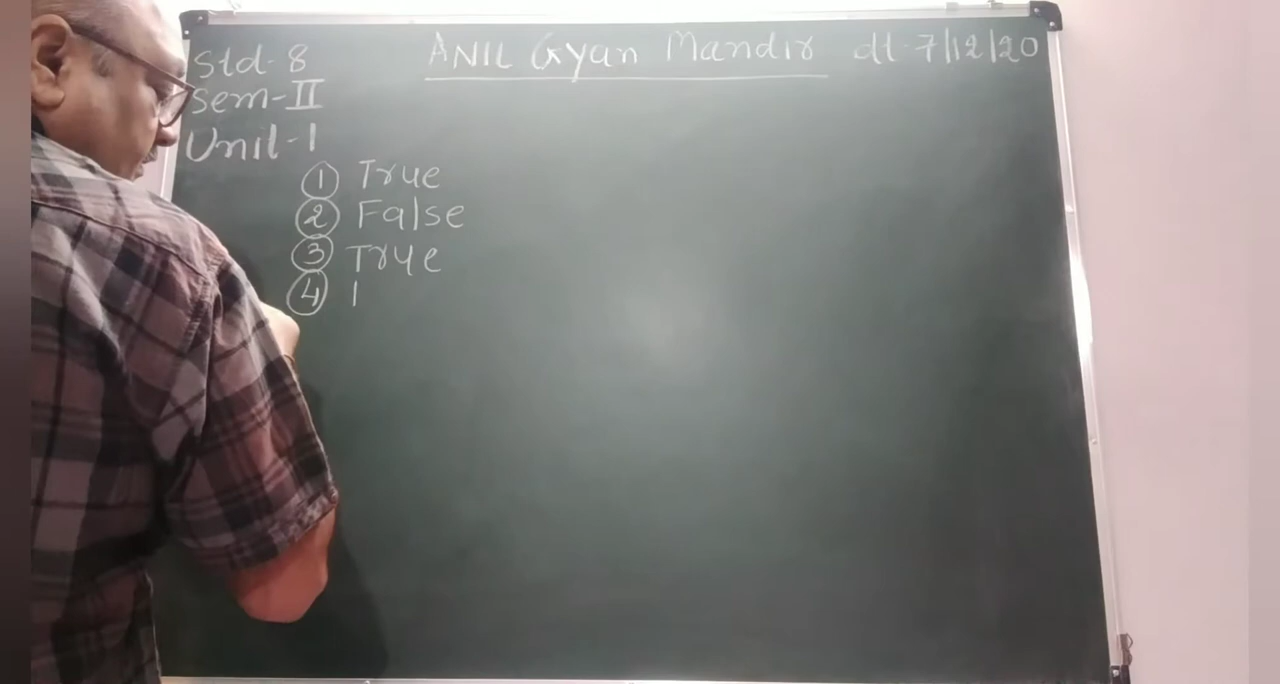 Std-8 ANIL Gyan Mandir dt-7/12/20
Sem-II
Unit-1
① True
② False
③ True
④